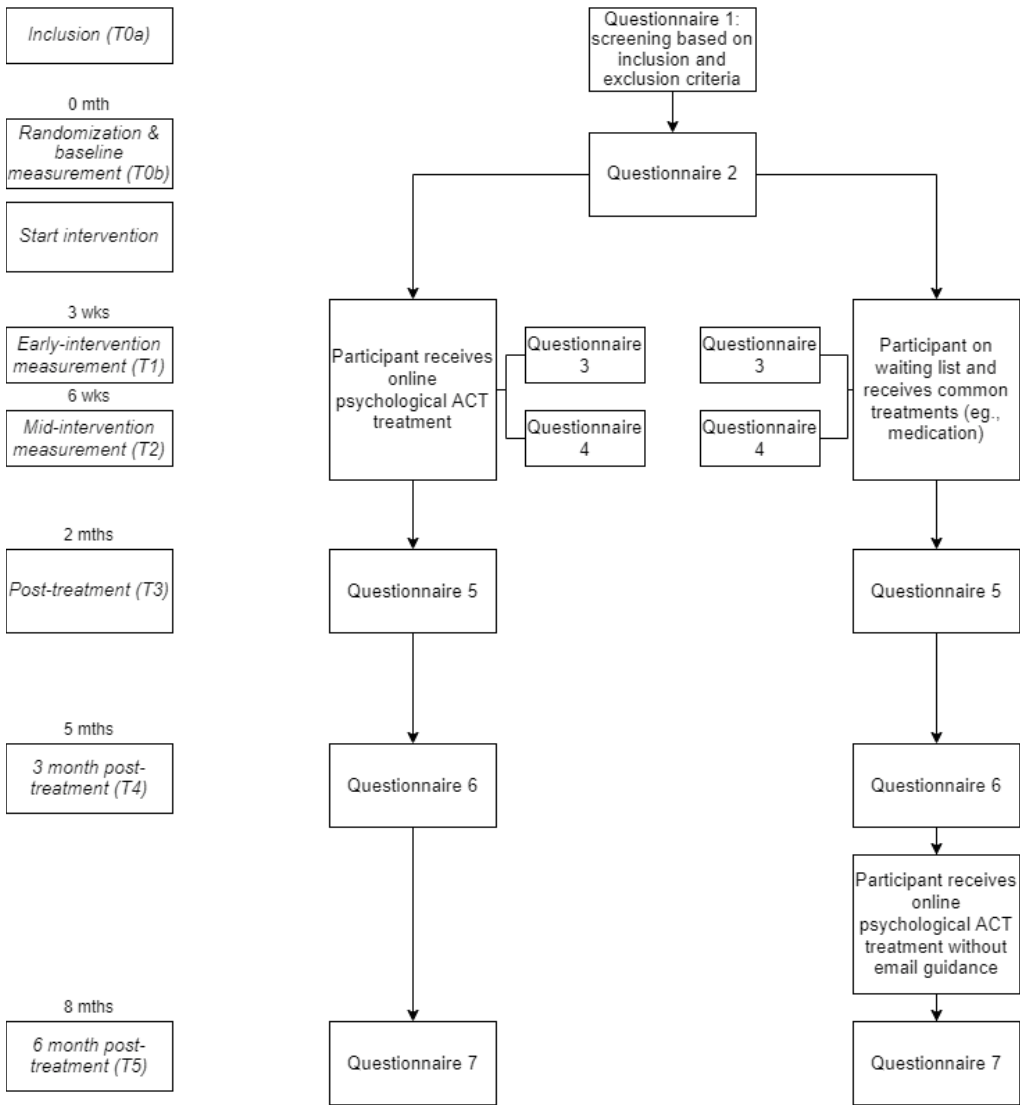 Inclusion (T0a)
Questionnaire 1:
screening based on
inclusion and
exclusion criteria
0 mth
Randomization &
baseline
measurement (T0b)
Questionnaire 2
Start intervention
3 wks
Early-intervention
measurement (T1)
6 wks
Mid-intervention
measurement (T2)
Participant receives
online
psychological ACT
treatment
Questionnaire
3
Questionnaire
4
Questionnaire
3
Questionnaire
4
Participant on
waiting list and
receives common
treatments (eg.,
medication)
2 mths
Post-treatment (T3)
Questionnaire 5
Questionnaire 5
5 mths
3 month post-
treatment (T4)
Questionnaire 6
Questionnaire 6
Participant receives
online
psychological ACT
treatment without
email guidance
8 mths
6 month post-
treatment (T5)
Questionnaire 7
Questionnaire 7